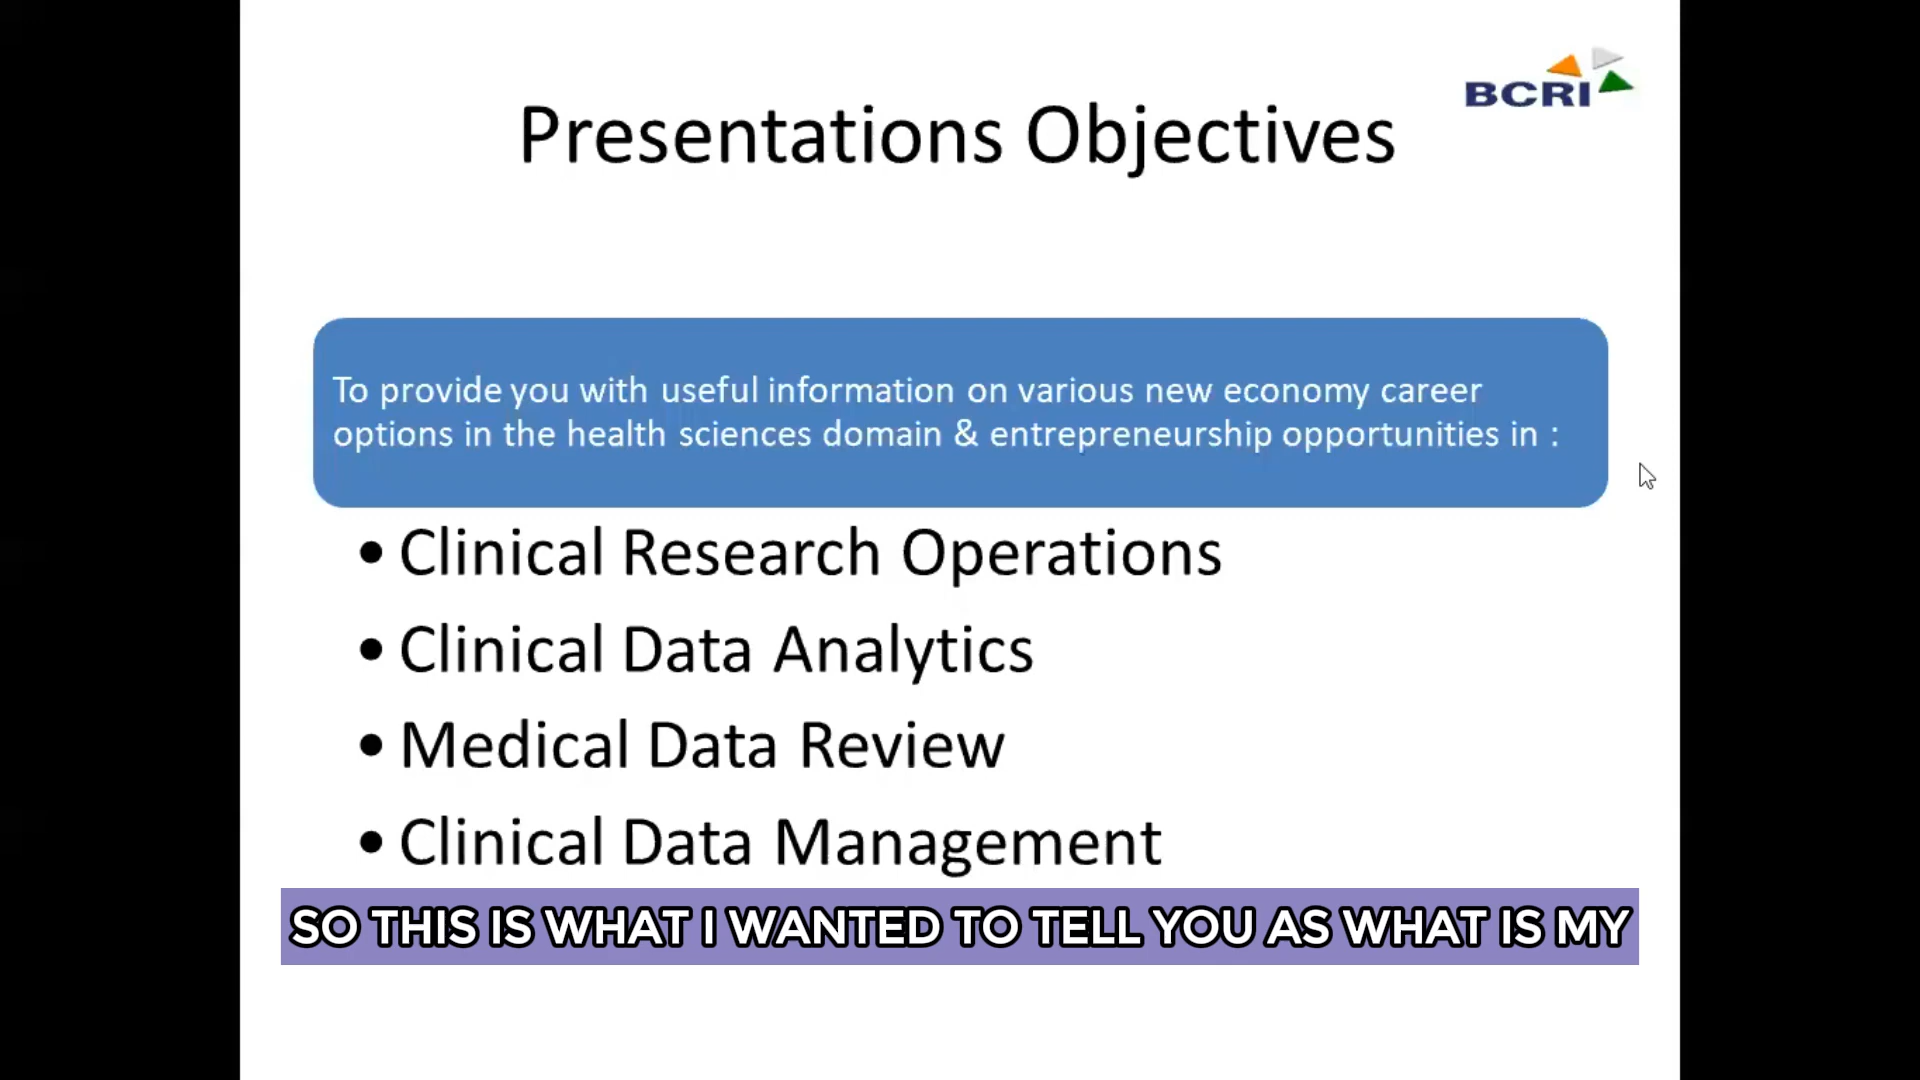 BCRI
Presentations Objectives
To provide you with useful information on various new economy career
options in the health sciences domain & entrepreneurship opportunities in :
• Clinical Research Operations
• Clinical Data Analytics
• Medical Data Review
• Clinical Data Management
SO THIS IS WHAT I WANTED TO TELL YOU AS WHAT IS MY